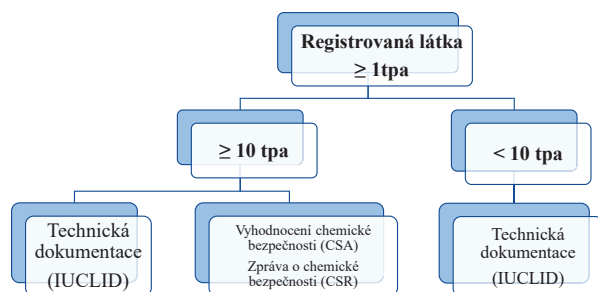 Registrovaná látka
≥ 1tpa
≥ 10 tpa
< 10 tpa
Technická
dokumentace
(IUCLID)
Vyhodnocení chemické
bezpečnosti (CSA)
Zpráva o chemické
bezpečnosti (CSR)
Technická
dokumentace
(IUCLID)